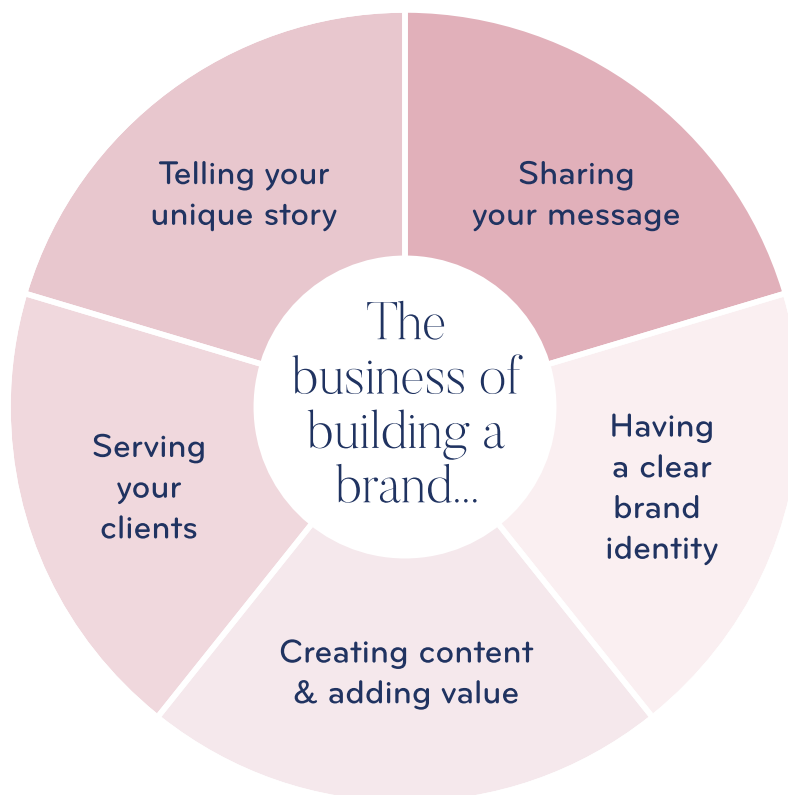 Telling your
unique story
Sharing
your message
The
business of
building a
brand...
Serving
your
clients
Having
a clear
brand
identity
Creating content
& adding value